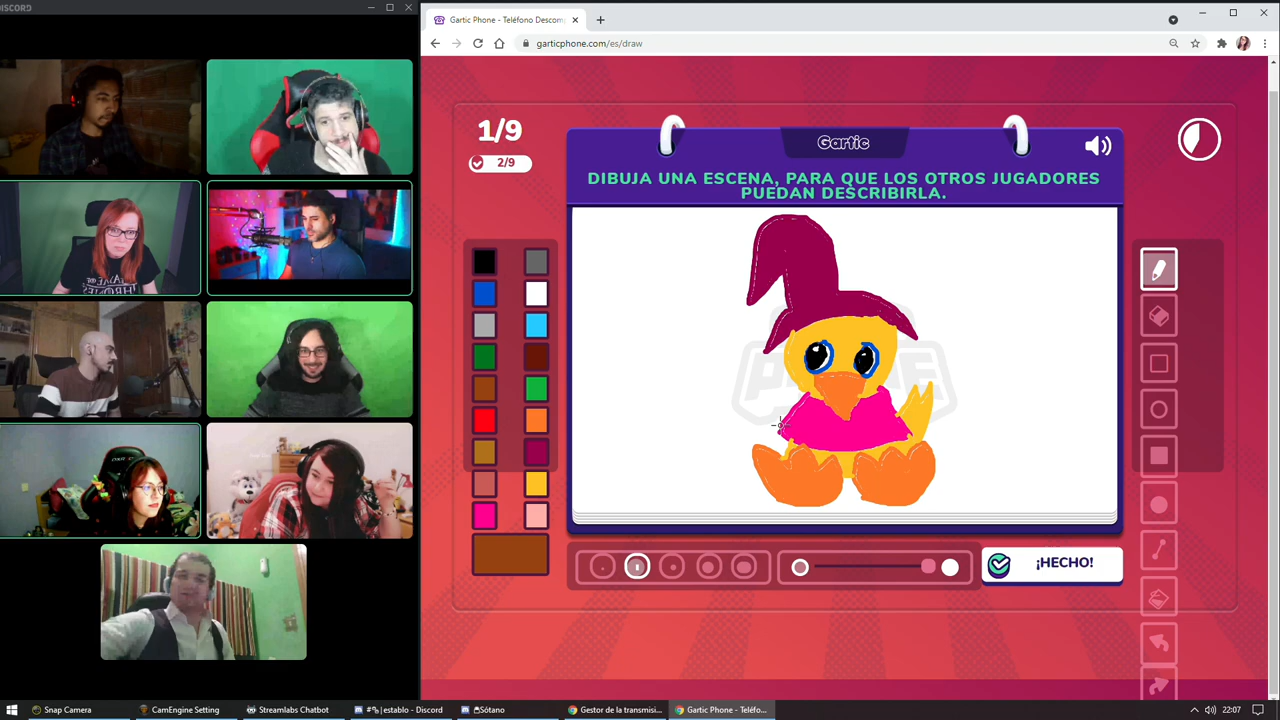 DISCORD
Gartic Phone - Teléfono Descom
garticphone.com/es/draw
1/9
2/9
Gartic
DIBUJA UNA ESCENA, PARA QUE LOS OTROS JUGADORES
PUEDAN DESCRIBIRLA.
¡HECHO!
Snap Camera
CamEngine Setting
Streamlabs Chatbot
establo - Discord
Sótano
Gestor de la transmisi...
Gartic Phone - Teléfo...
22:07